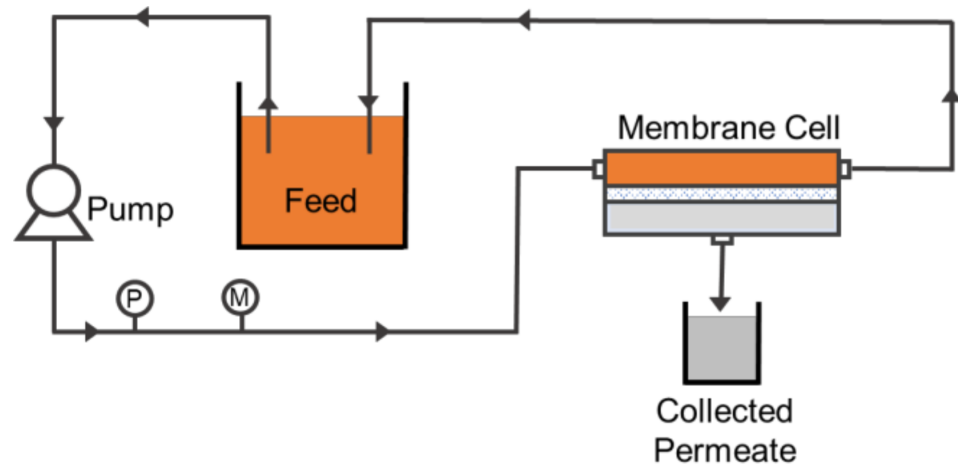 Membrane Cell
Feed
Pump
P
M
Collected
Permeate